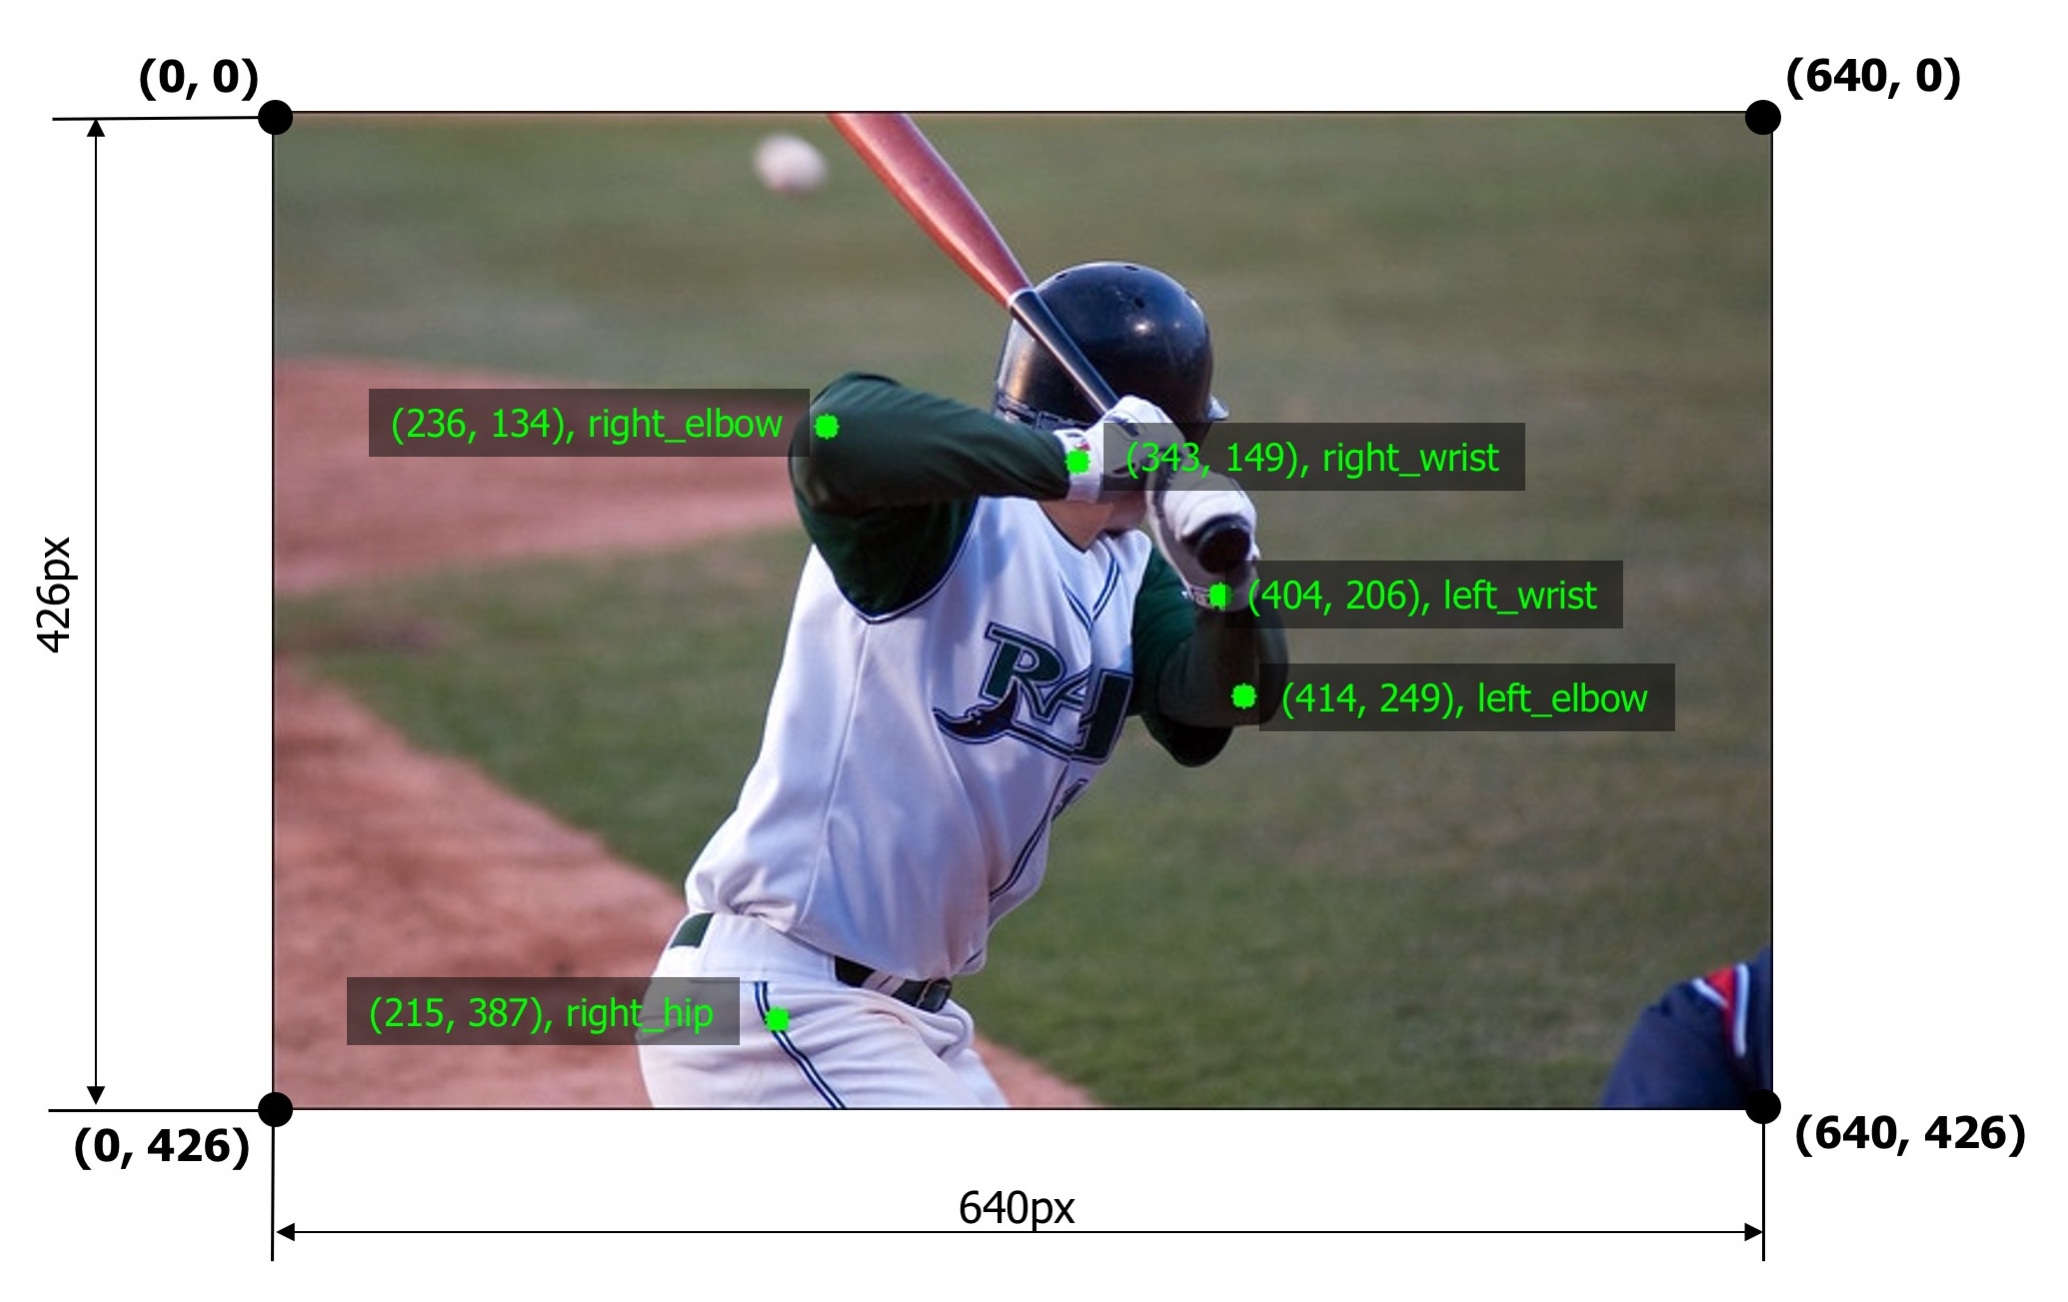 (0, 0)
(640, 0)
(236, 134), right_elbow
(343, 149), right_wrist
426px
(404, 206), left_wrist
RA
(414, 249), left_elbow
(215, 387), right_hip
(0, 426)
(640, 426)
640px